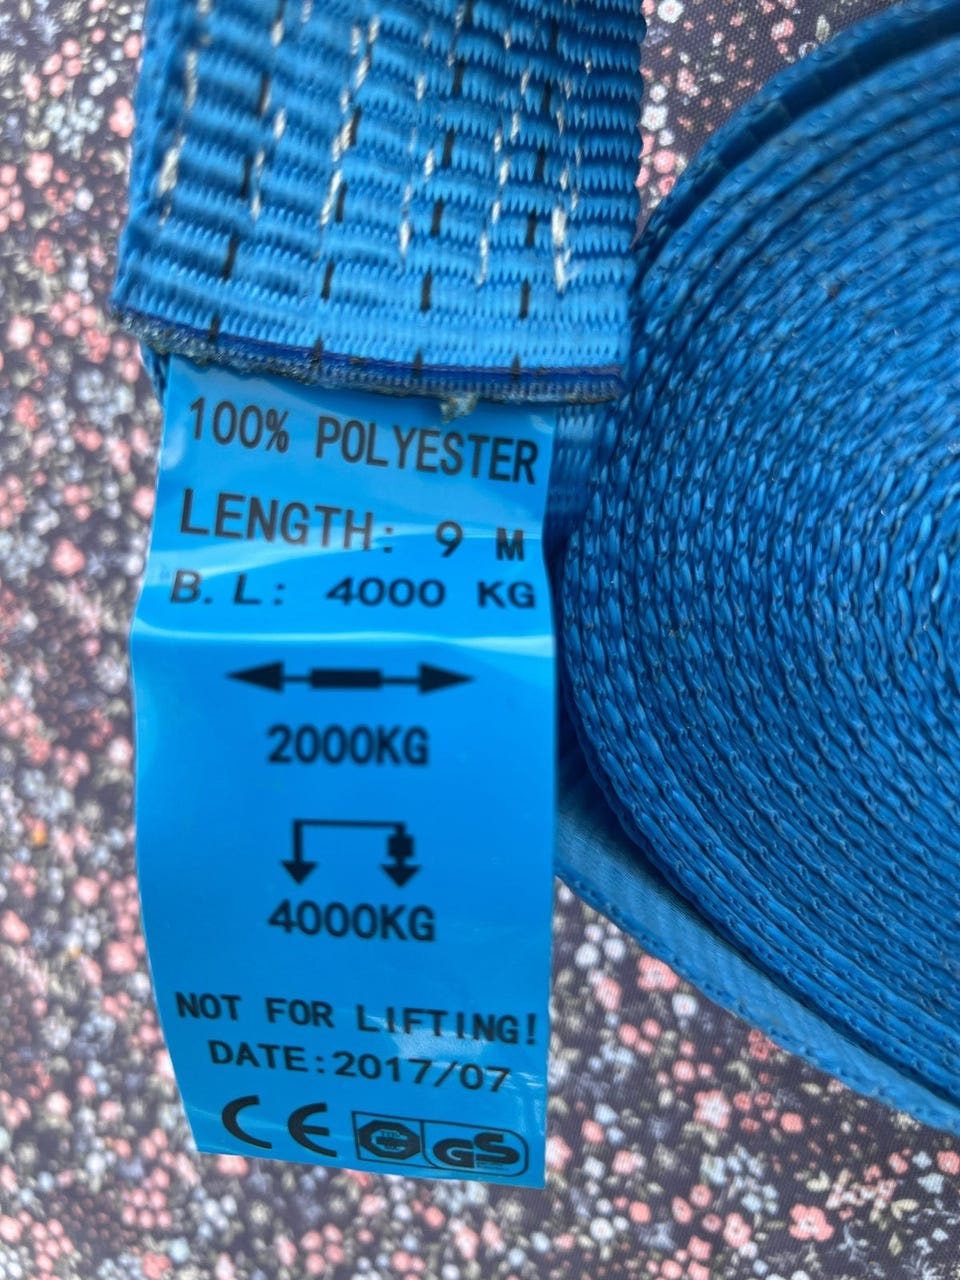 100% POLYESTER
LENGTH: 9 M
B.L: 4000 KG
2000KG
4000KG
NOT FOR LIFTING!
DATE:2017/07
CE
GS